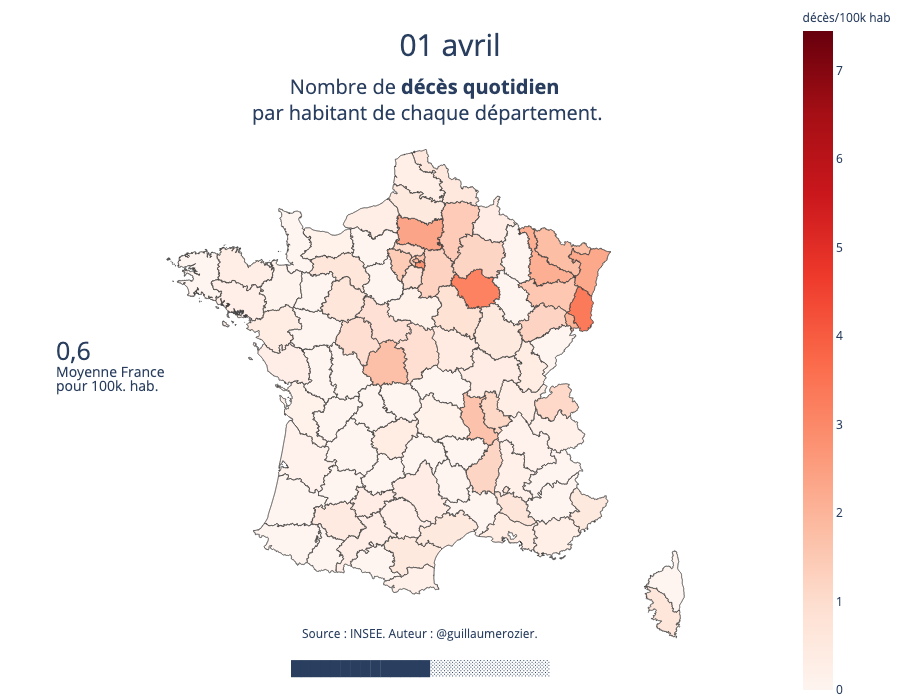 décès/100k hab
01 avril
Nombre de décès quotidien
par habitant de chaque département.
7
6
5
4
3
2
1
0
0,6
Moyenne France
pour 100k. hab.
Source : INSEE. Auteur : @guillaumerozier.